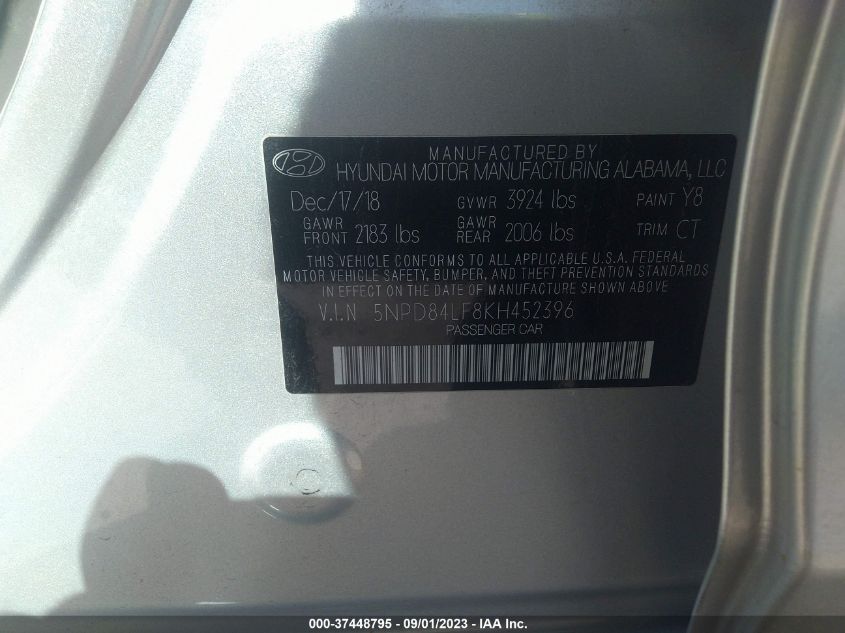 MANUFACTURED BY
HYUNDAI MOTOR MANUFACTURING ALABAMA, LLC
Dec/17/18 GVWR 3924 lbs PAINT Y8
GAWR FRONT 2183 lbs GAWR REAR 2006 lbs TRIM CT
THIS VEHICLE CONFORMS TO ALL APPLICABLE U.S.A. FEDERAL
MOTOR VEHICLE SAFETY, BUMPER, AND THEFT PREVENTION STANDARDS
IN EFFECT ON THE DATE OF MANUFACTURE SHOWN ABOVE
V.I.N 5NPD84LF8KH452396
PASSENGER CAR
000-37448795 - 09/01/2023 - IAA Inc.